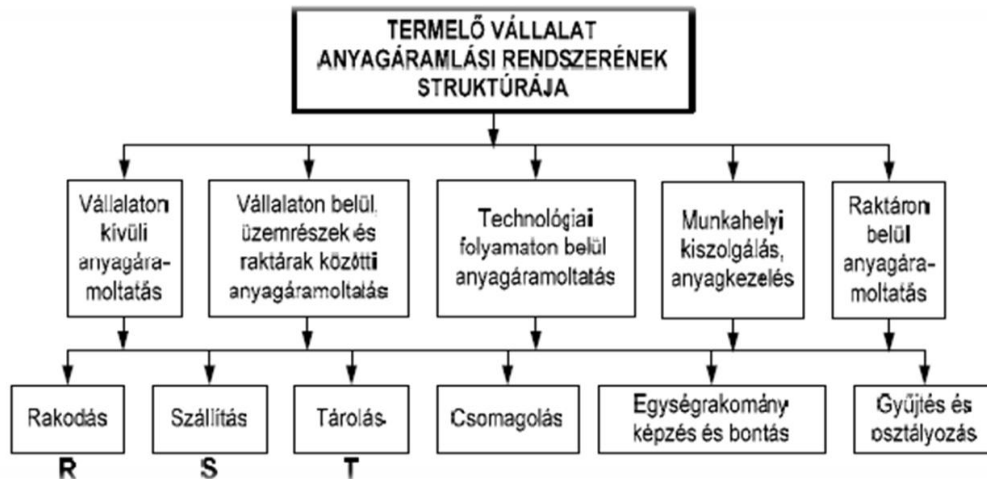 TERMELŐ VÁLLALAT
ANYAGÁRAMLÁSI RENDSZERÉNEK
STRUKTÚRÁJA
Vállalaton
kívüli
anyagára-
moltatás
Vállalaton belül,
üzemrészek és
raktárak közötti
anyagáramoltatás
Technológiai
folyamaton belül
anyagáramoltatás
Munkahelyi
kiszolgálás,
anyagkezelés
Raktáron
belül
anyagára-
moltatás
Rakodás
Szállítás
Tárolás
Csomagolás
Egységrakomány
képzés és bontás
Gyűjtés és
osztályozás
R
S
T